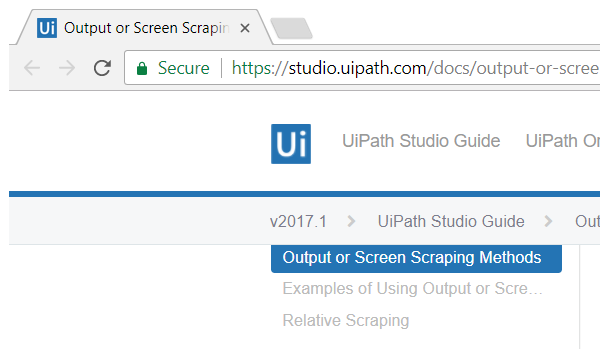 Ui Output or Screen Scrapin
Secure https://studio.uipath.com/docs/output-or-scree
Ui UiPath Studio Guide UiPath Or
v2017.1 UiPath Studio Guide Out
Output or Screen Scraping Methods
Examples of Using Output or Scre…
Relative Scraping